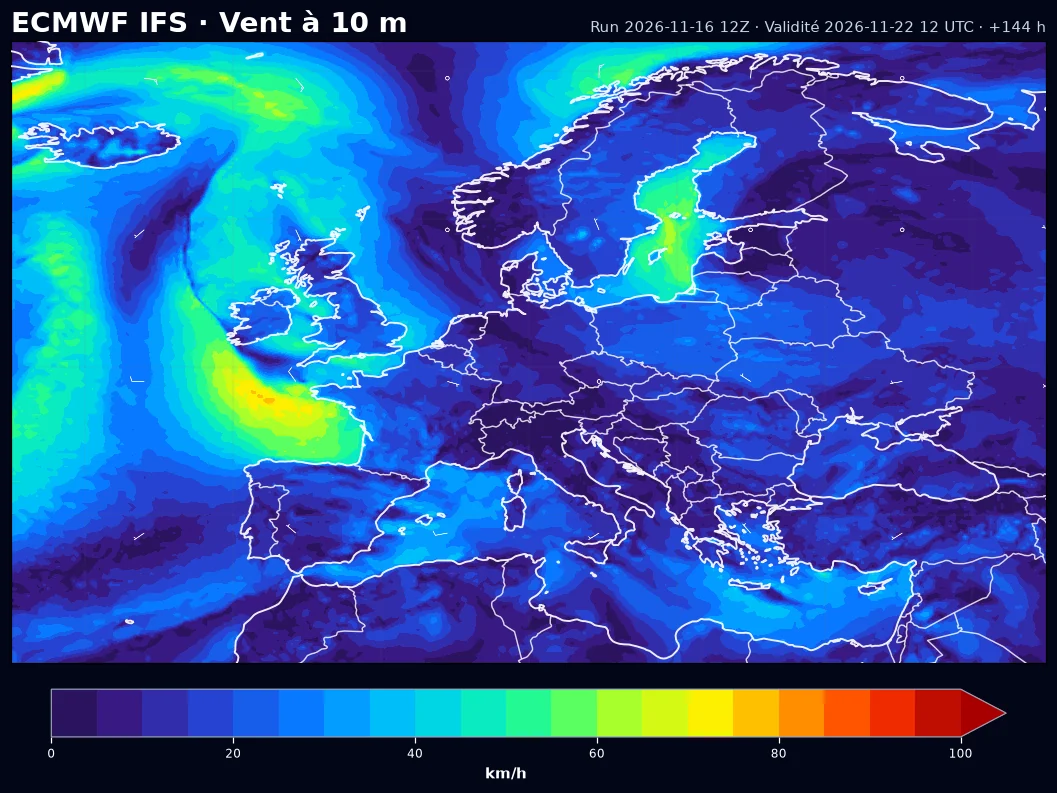 ECMWF IFS · Vent à 10 m
Run 2026-11-16 12Z · Validité 2026-11-22 12 UTC · +144 h
0 20 40 60 80 100
km/h